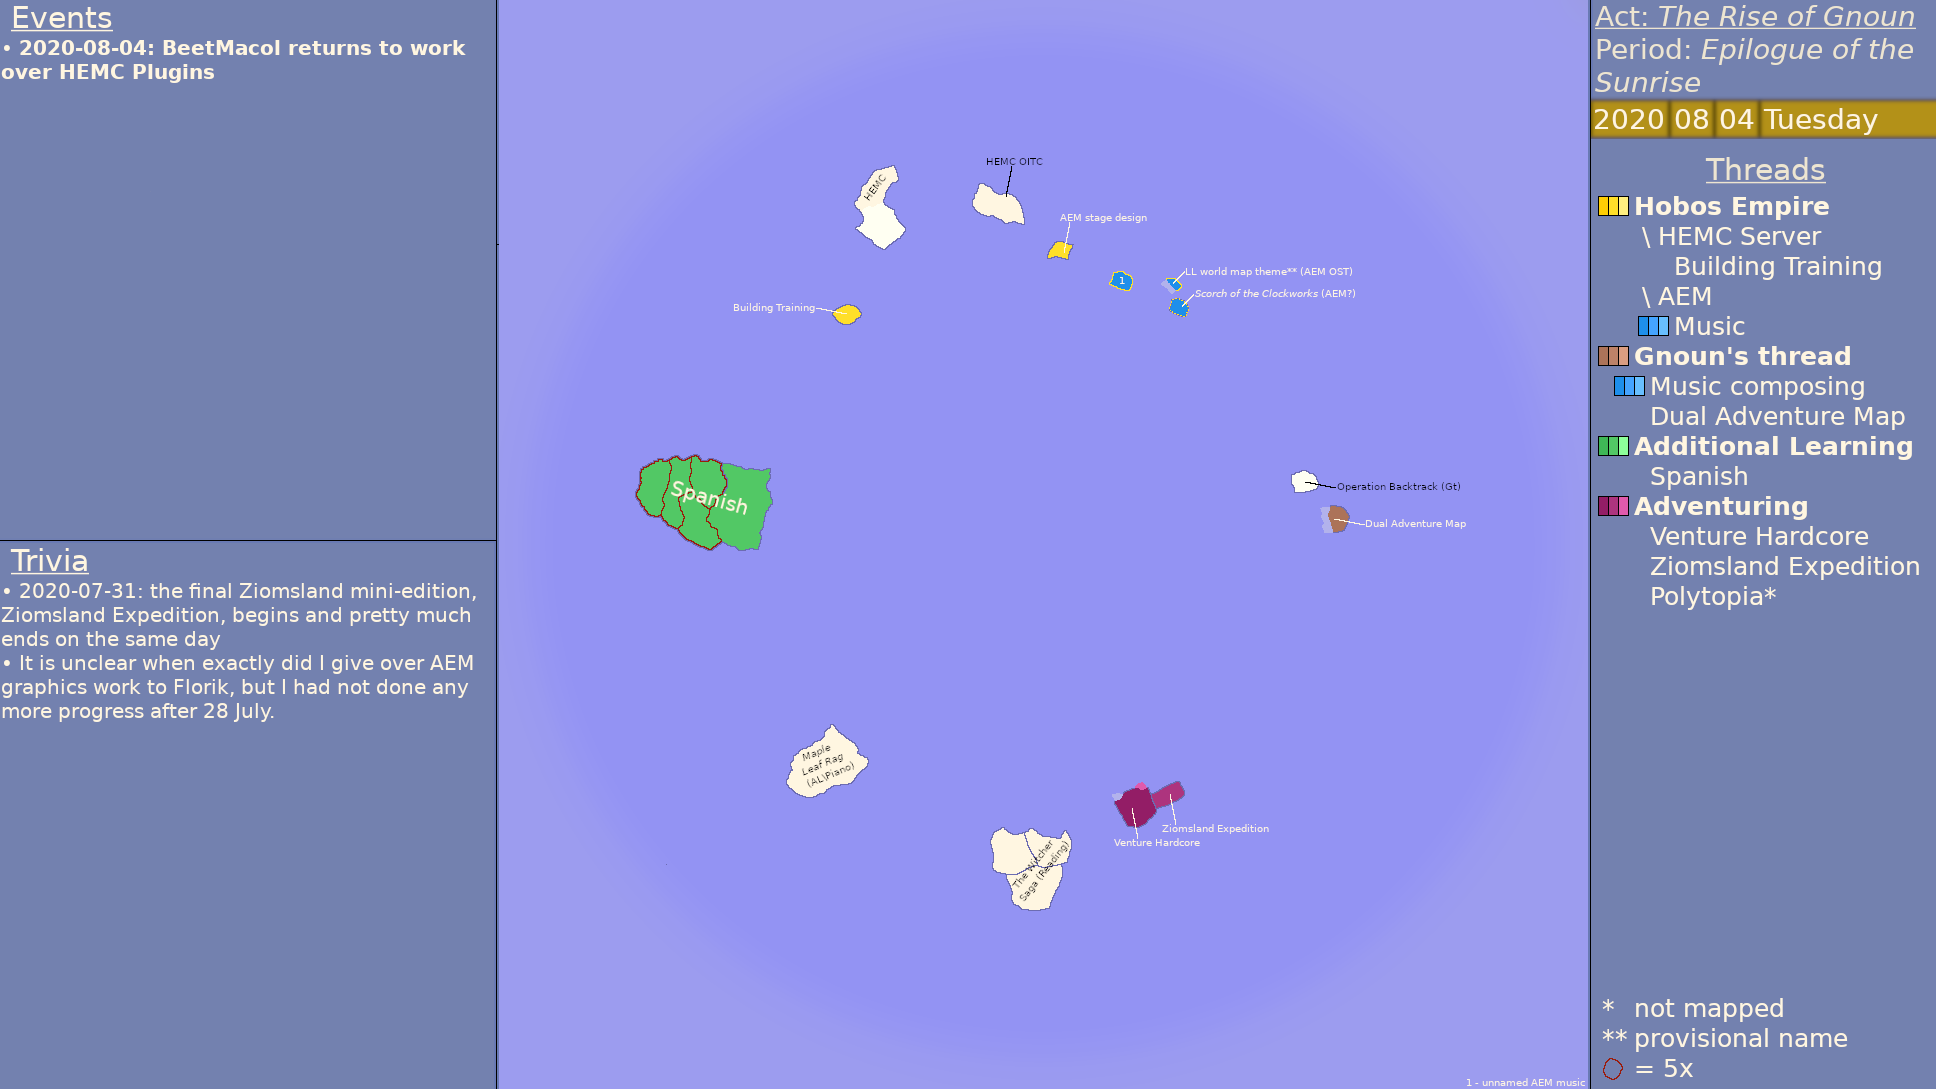 Events
• 2020-08-04: BeetMacol returns to work
over HEMC Plugins
Trivia
• 2020-07-31: the final Ziomsland mini-edition,
Ziomsland Expedition, begins and pretty much
ends on the same day
• It is unclear when exactly did I give over AEM
graphics work to Florik, but I had not done any
more progress after 28 July.
HEMC
HEMC OITC
AEM stage design
1
LL world map theme** (AEM OST)
Scorch of the Clockworks (AEM?)
Building Training
Spanish
Operation Backtrack (Gt)
Dual Adventure Map
Maple
Leaf Rag
(AL\Piano)
The Witcher
Saga (Reading)
Ziomsland Expedition
Venture Hardcore
1 - unnamed AEM music
Act: The Rise of Gnoun
Period: Epilogue of the
Sunrise
2020 08 04 Tuesday
Threads
Hobos Empire
\ HEMC Server
Building Training
\ AEM
Music
Gnoun's thread
Music composing
Dual Adventure Map
Additional Learning
Spanish
Adventuring
Venture Hardcore
Ziomsland Expedition
Polytopia*
* not mapped
** provisional name
= 5x